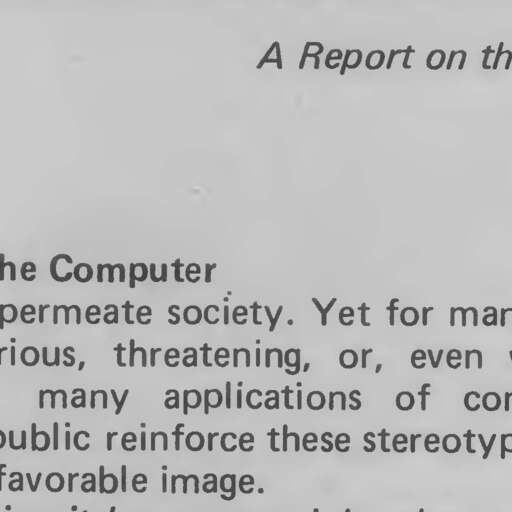 A Report on th
he Computer
permeate society. Yet for man
rious, threatening, or, even
many applications of con
public reinforce these stereotyp
favorable image.